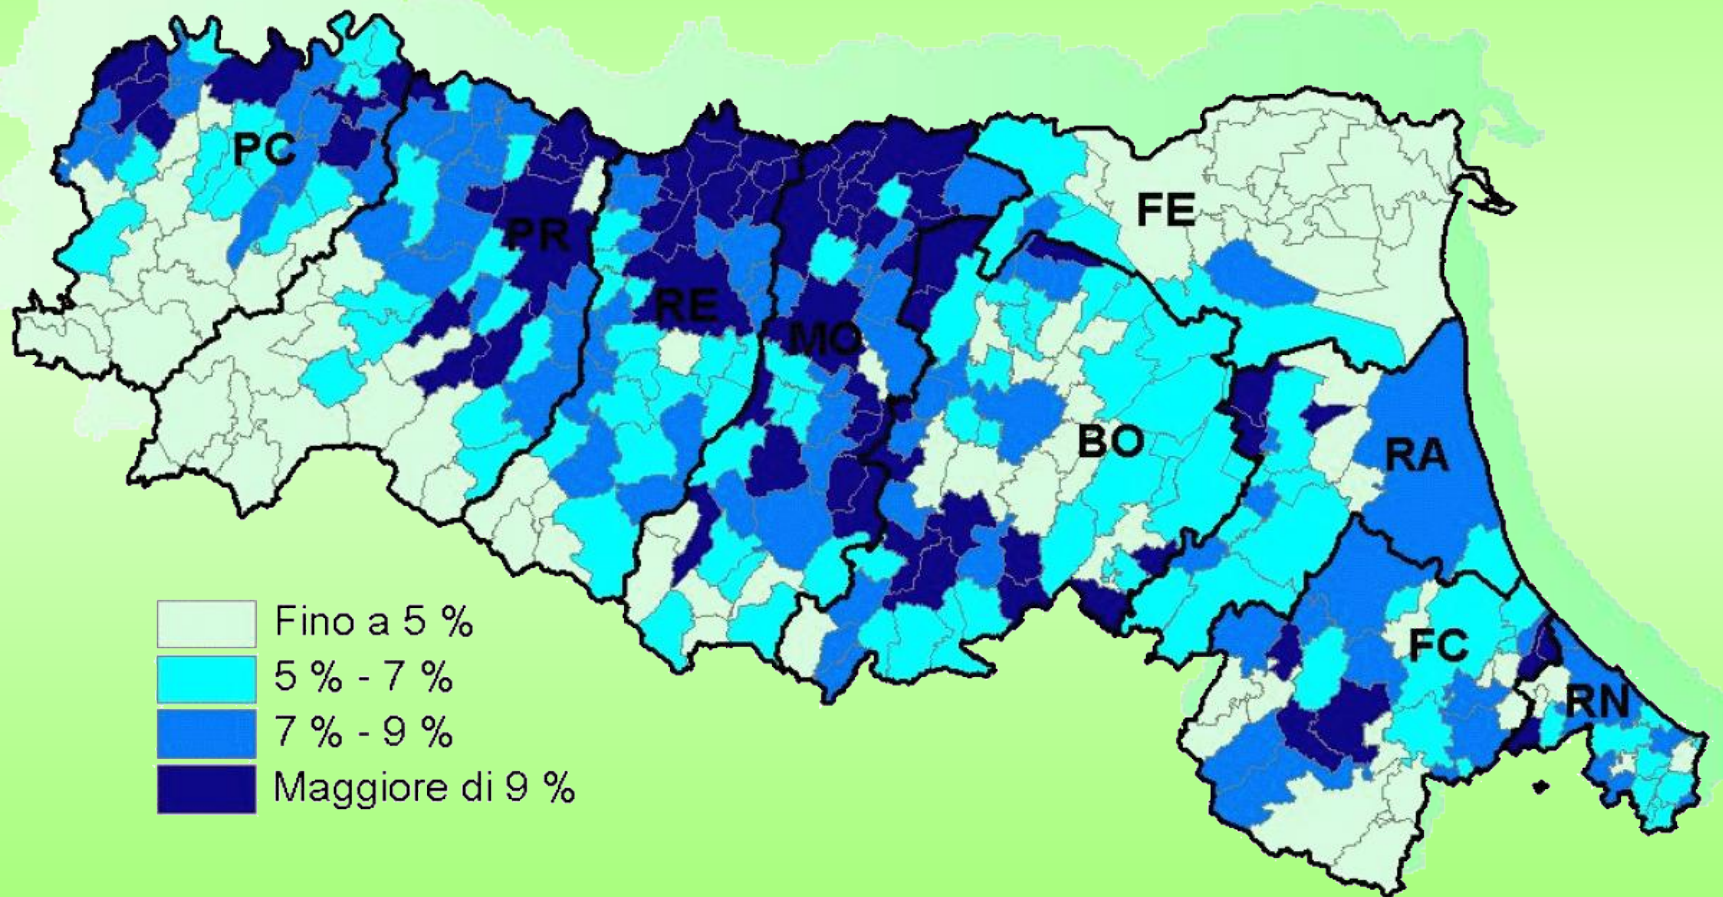 PC
PR
RE
MO
FE
BO
RA
FC
RN
Fino a 5 %
5 % - 7 %
7 % - 9 %
Maggiore di 9 %